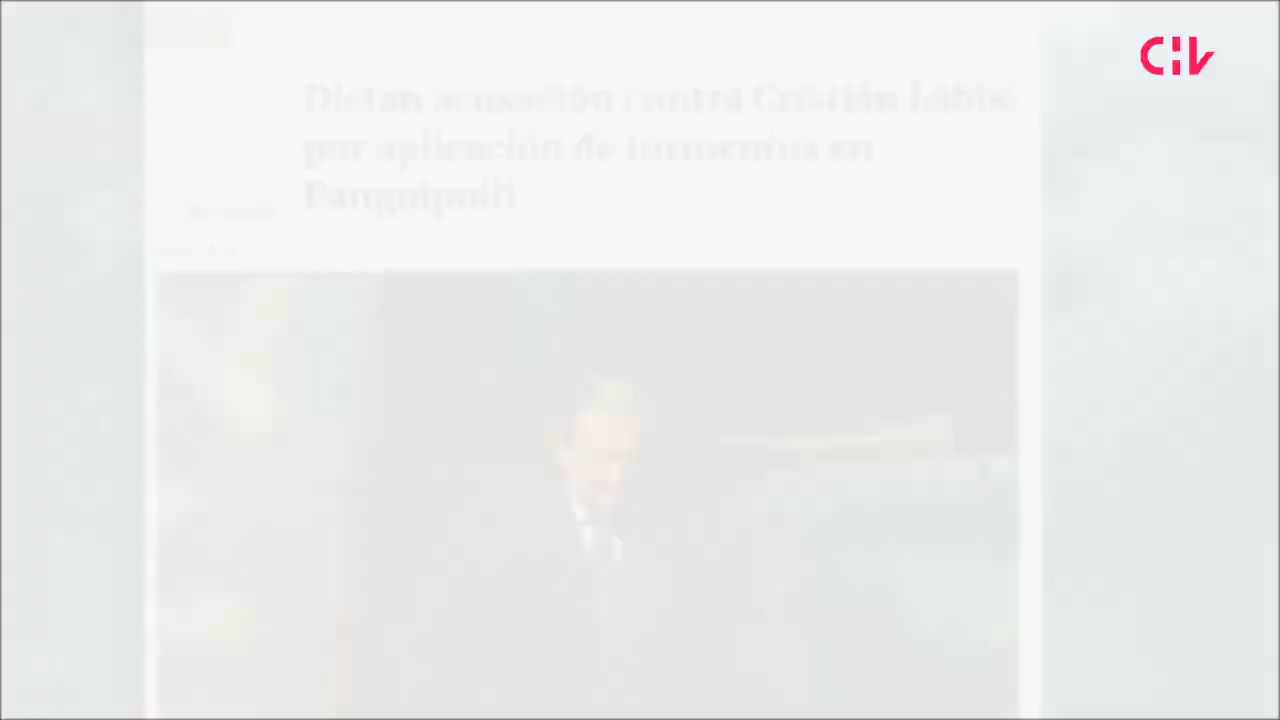 CHV
Dictan acusación contra Cristián Labbé
por aplicación de tormentos en
Panguipulli